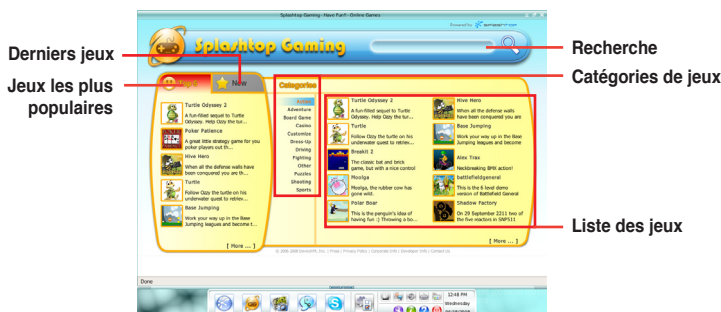 Splashtop Gaming - Have Fun!! - Online Games
Powered by splashtop
Splashtop Gaming
Derniers jeux
Jeux les plus
populaires
Recherche
Catégories de jeux
Liste des jeux
New
Turtle Odyssey 2
A fun-filled sequel to Turtle
Odyssey. Help Ozzy the tur...
Poker Patience
A great little strategy game for you
poker players out th...
Hive Hero
When all the defense walls have
been conquered you are th...
Turtle
Follow Ozzy the turtle on his
underwater quest to retriev...
Base Jumping
Work your way up in the Base
Jumping leagues and become t...
[ More ... ]
Categories
Action
Adventure
Board Game
Casino
Customize
Dress-Up
Driving
Fighting
Other
Puzzles
Shooting
Sports
Turtle Odyssey 2
A fun-filled sequel to Turtle
Odyssey. Help Ozzy the tur...
Turtle
Follow Ozzy the turtle on his
underwater quest to retriev...
Breakit 2
The classic bat and brick
game, but with a nice control
Moolga
Moolga, the rubber cow has
gone wild.
Polar Boar
This is the penguin's idea of
having fun :) Throwing a bo...
Hive Hero
When all the defense walls
have been conquered you are
Base Jumping
Work your way up in the Base
Jumping leagues and become
Alex Trax
Neckbreaking BMX action!
battlefieldgeneral
This is the 6 level demo
version of Battlefield General
Shadow Factory
On 29 September 2211 two of
the five reactors in SNP511
[ More ... ]
Done
12:48 PM
Wednesday